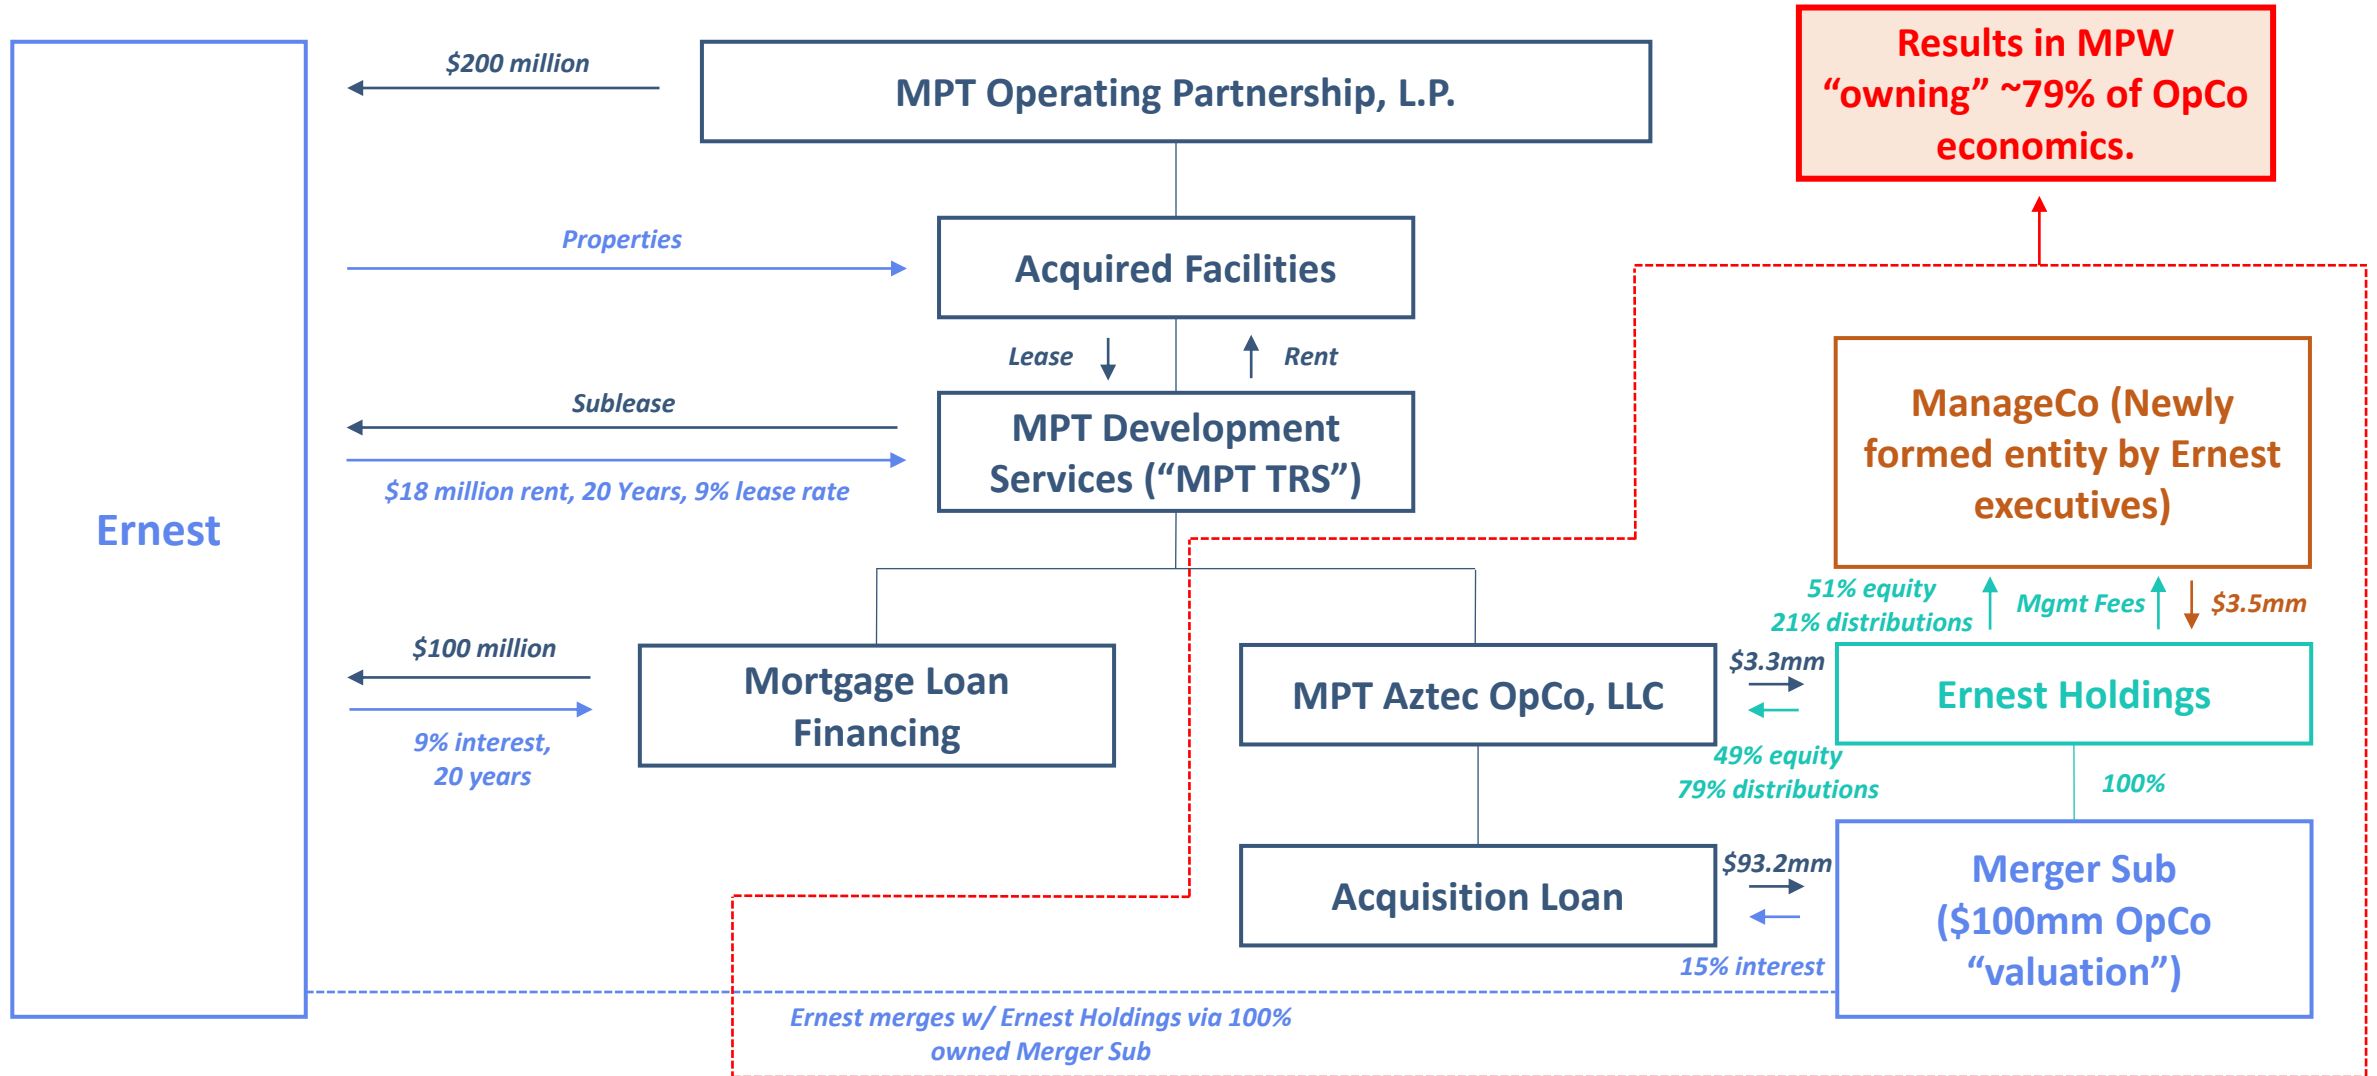 $200 million
MPT Operating Partnership, L.P.
Results in MPW
“owning” ~79% of OpCo
economics.
Properties
Acquired Facilities
Lease
Rent
Sublease
MPT Development
Services (“MPT TRS”)
$18 million rent, 20 Years, 9% lease rate
Ernest
ManageCo (Newly
formed entity by Ernest
executives)
51% equity
21% distributions
Mgmt Fees
$3.5mm
$100 million
Mortgage Loan
Financing
9% interest,
20 years
MPT Aztec OpCo, LLC
$3.3mm
Ernest Holdings
49% equity
79% distributions
100%
Acquisition Loan
$93.2mm
Merger Sub
($100mm OpCo
“valuation”)
15% interest
Ernest merges w/ Ernest Holdings via 100%
owned Merger Sub